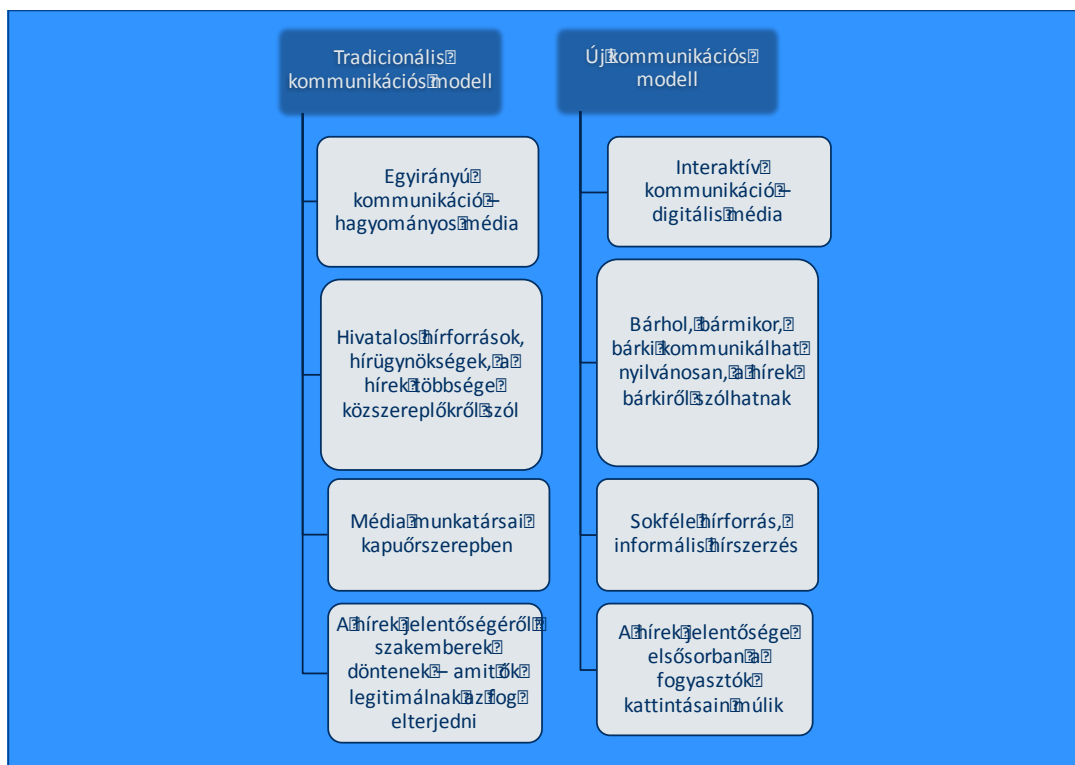 Tradicionális
kommunikációs modell
Egyirányú
kommunikáció –
hagyományos média
Hivatalos hírforrások,
hírügynökségek, a
hírek többsége
közszereplőkről szól
Média munkatársai
kapuőrszerepben
A hírek jelentőségéről
szakemberek
döntenek – amit ők
legitimálnak az fog
elterjedni
Új kommunikációs
modell
Interaktív
kommunikáció –
digitális média
Bárhol, bármikor,
bárki kommunikálhat
nyilvánosan, a hírek
bárkiről szólhatnak
Sokféle hírforrás,
informális hírszerzés
A hírek jelentősége
elsősorban a
fogyasztók
kattintásain múlik